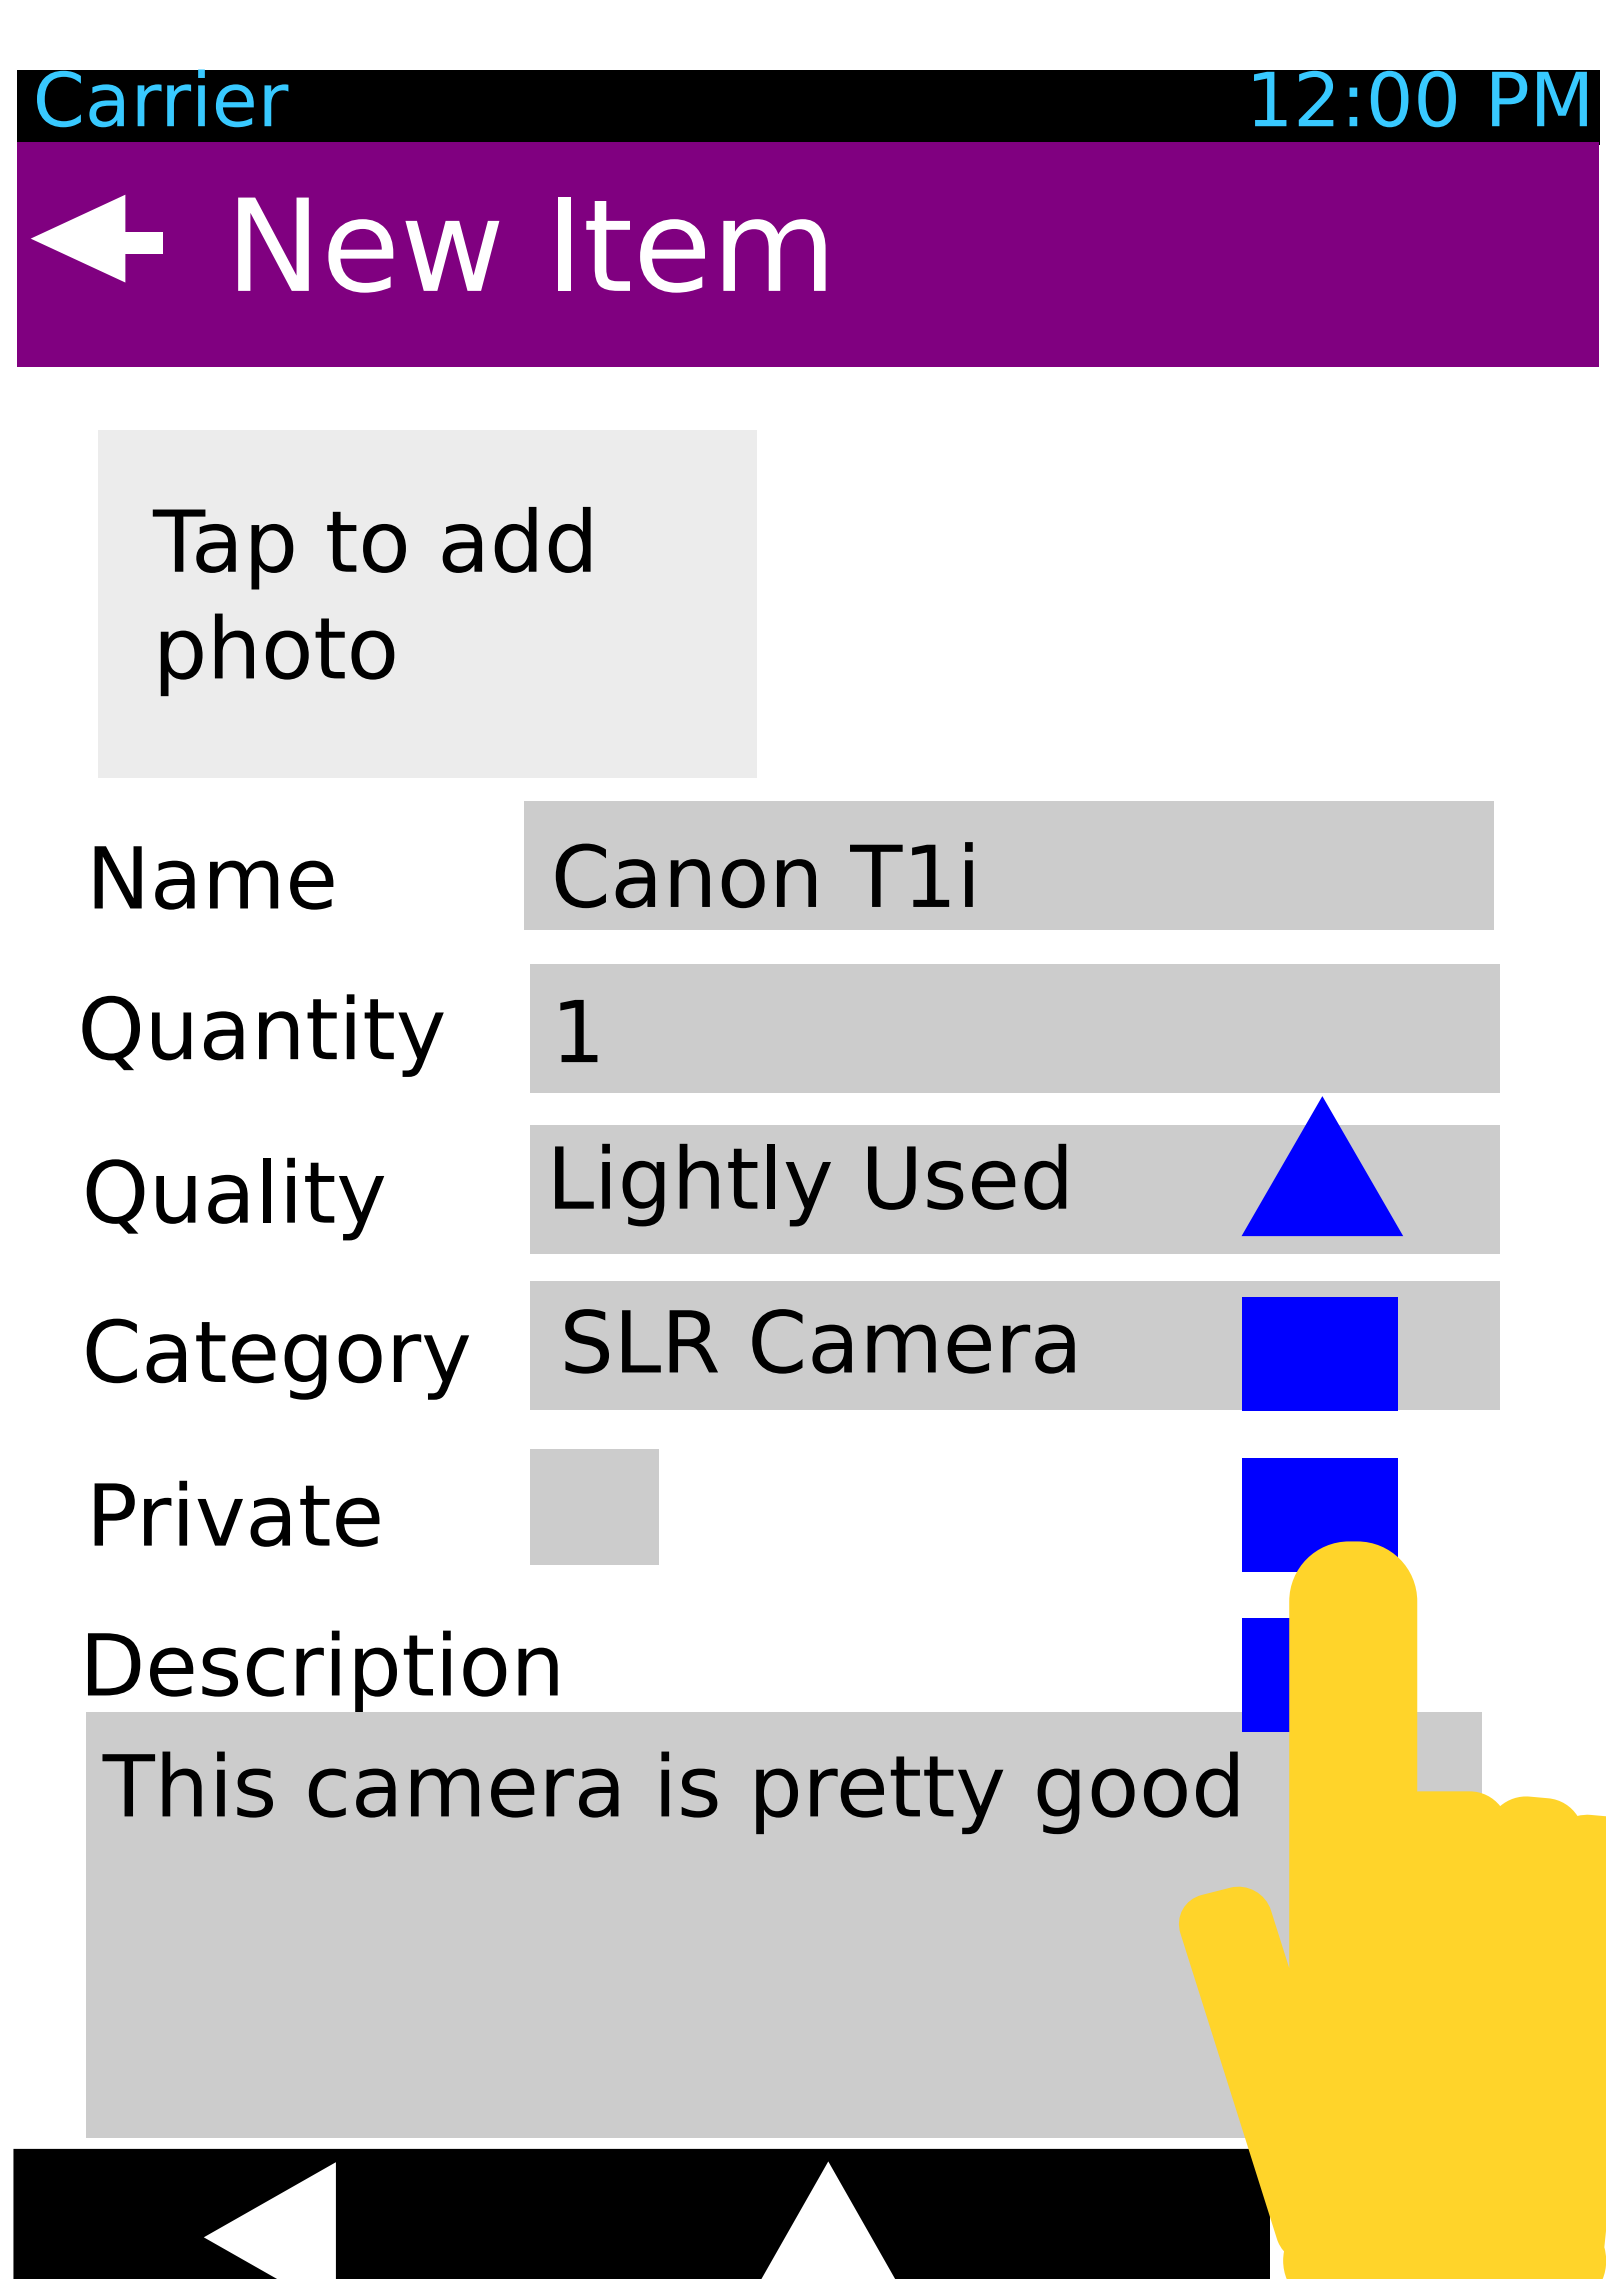 Carrier 12:00 PM
New Item
Tap to add
photo
Name Canon T1i
Quantity 1
Quality Lightly Used
Category SLR Camera
Private
Description
This camera is pretty good